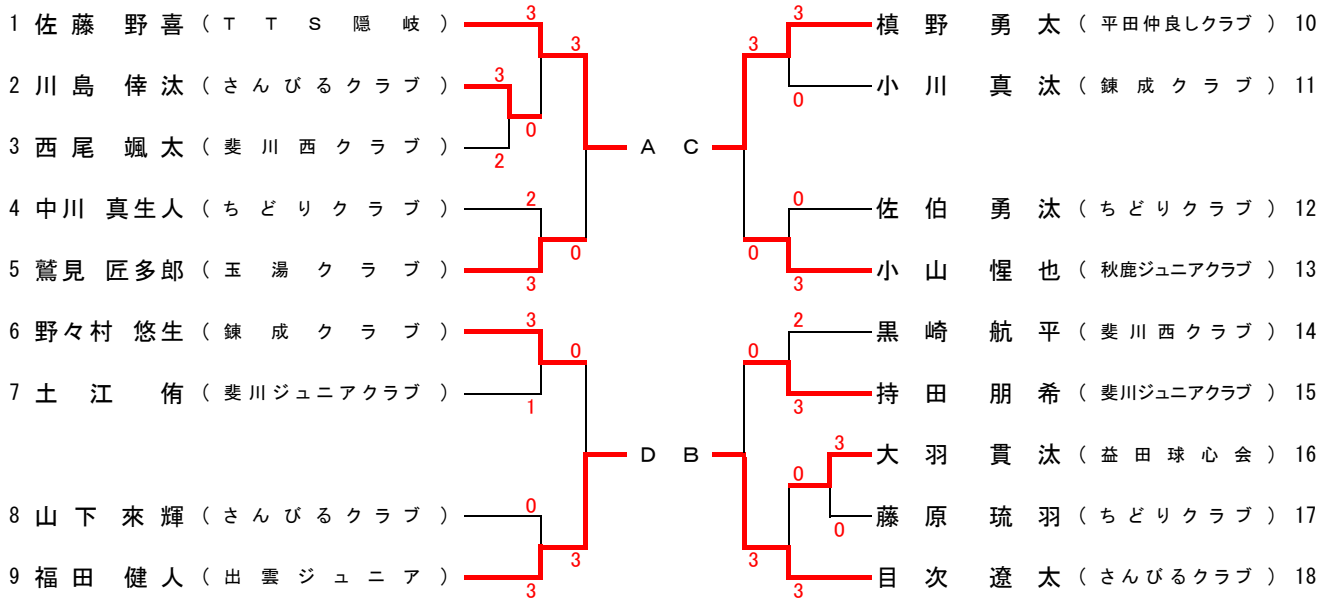 1 佐藤 野喜 (TTS隠岐)
2 川島 倖汰 (さんびるクラブ)
3 西尾 颯太 (斐川西クラブ)
4 中川 真生人 (ちどりクラブ)
5 鷲見 匠多郎 (玉湯クラブ)
6 野々村 悠生 (錬成クラブ)
7 土江 侑 (斐川ジュニアクラブ)
8 山下 來輝 (さんびるクラブ)
9 福田 健人 (出雲ジュニア)
3
3
3
0
2
2
3
0
3
1
0
0
3
3
A C
D B
3
3
0
0
0
3
2
0
3
3
0
0
3
3
槙野 勇太 (平田仲良しクラブ) 10
小川 真汰 (錬成クラブ) 11
佐伯 勇汰 (ちどりクラブ) 12
小山 惺也 (秋鹿ジュニアクラブ) 13
黒崎 航平 (斐川西クラブ) 14
持田 朋希 (斐川ジュニアクラブ) 15
大羽 貫汰 (益田球心会) 16
藤原 琉羽 (ちどりクラブ) 17
目次 遼太 (さんびるクラブ) 18